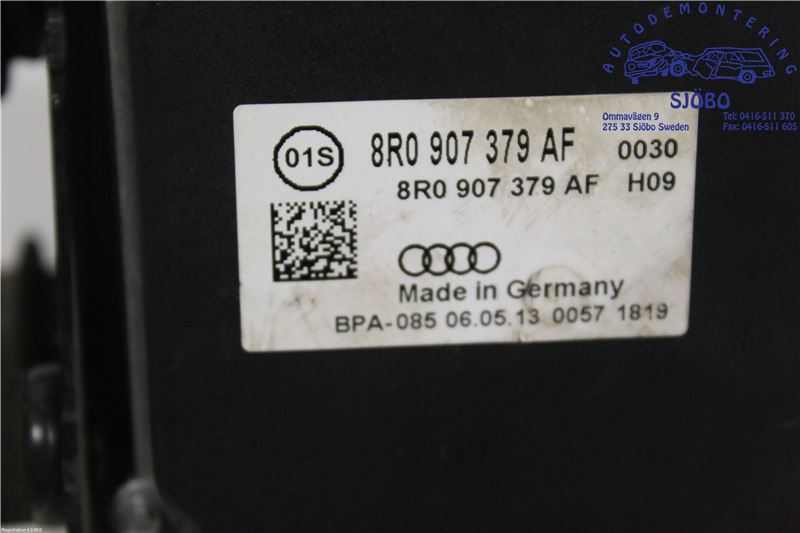 AUTODEMONTERING
SJÖBO
Ommavägen 9
275 33 Sjöbo Sweden
Tel: 0416-511 370
Fax: 0416-511 605
01S
8R0 907 379 AF 0030
8R0 907 379 AF H09
Made in Germany
BPA-085 06.05.13 0057 1819